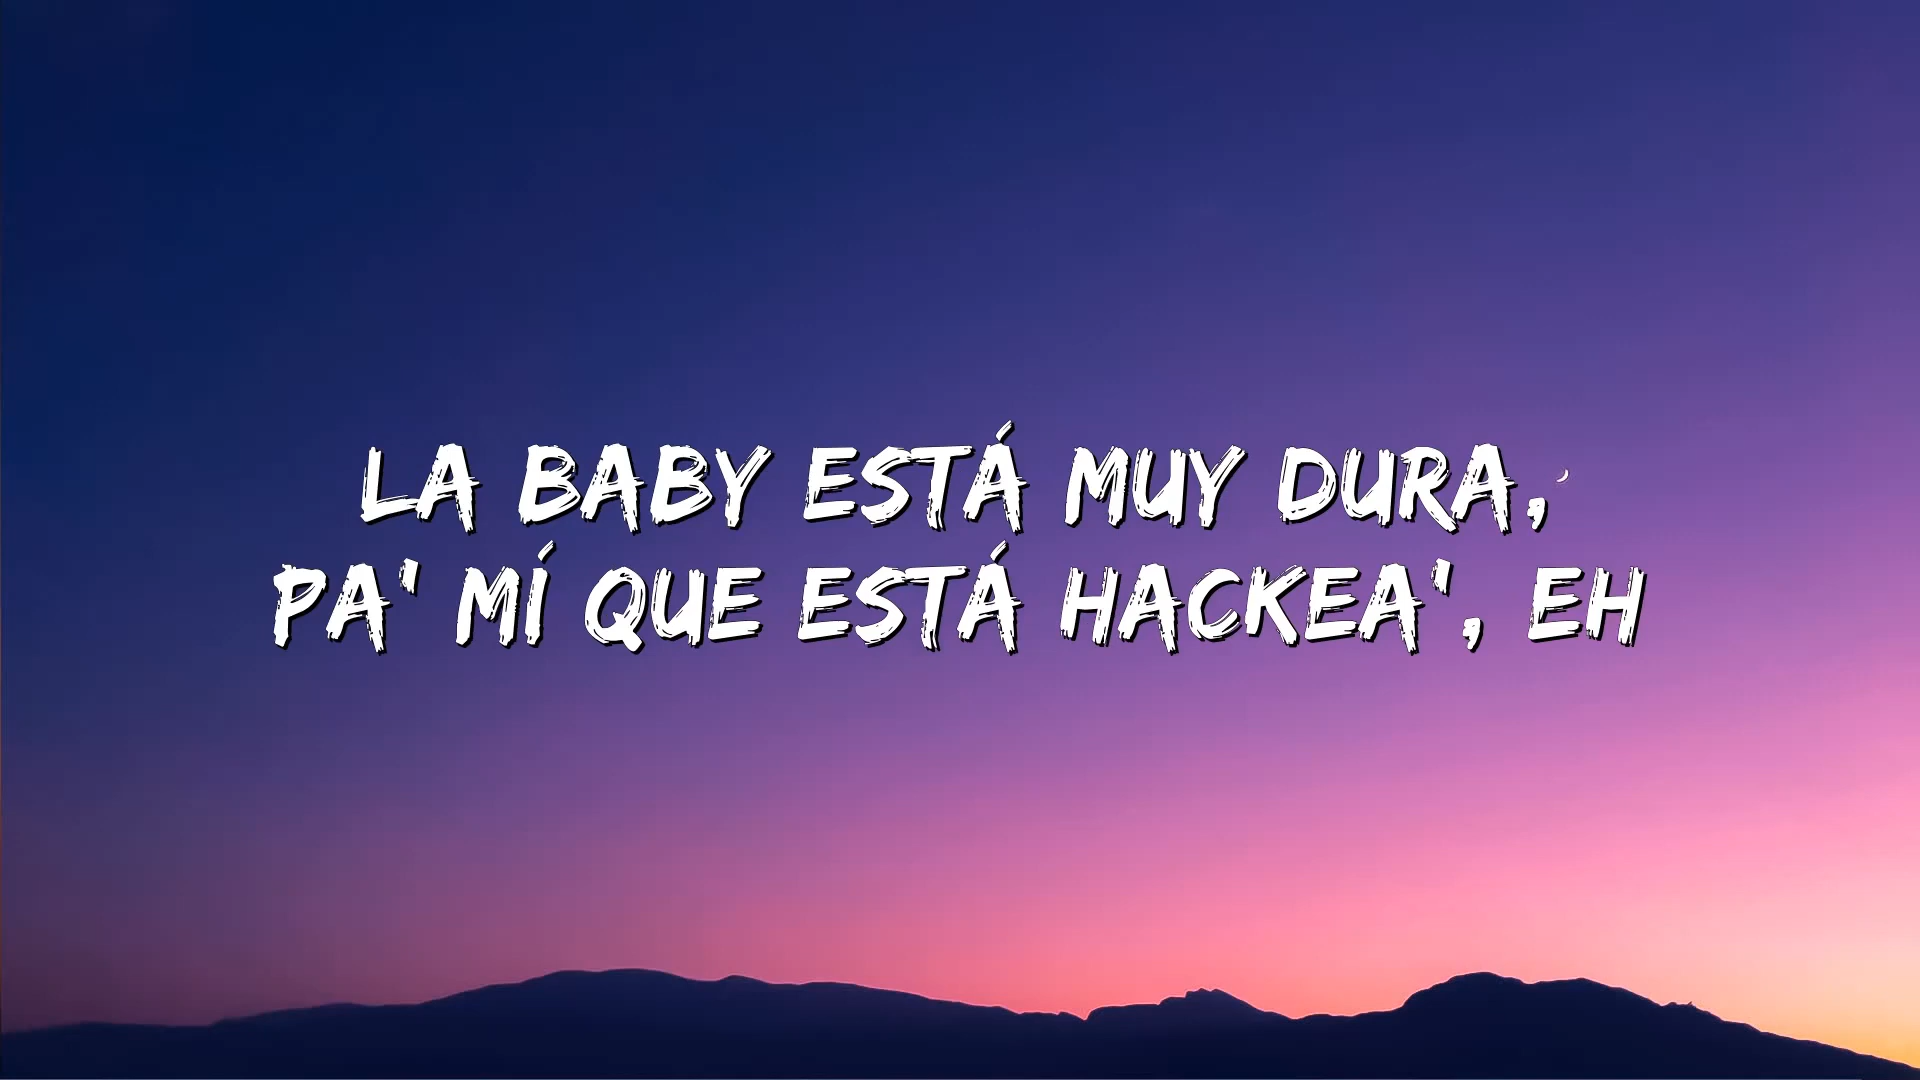 LA BABY ESTÁ MUY DURA,
PA' MÍ QUE ESTÁ HACKEA', EH